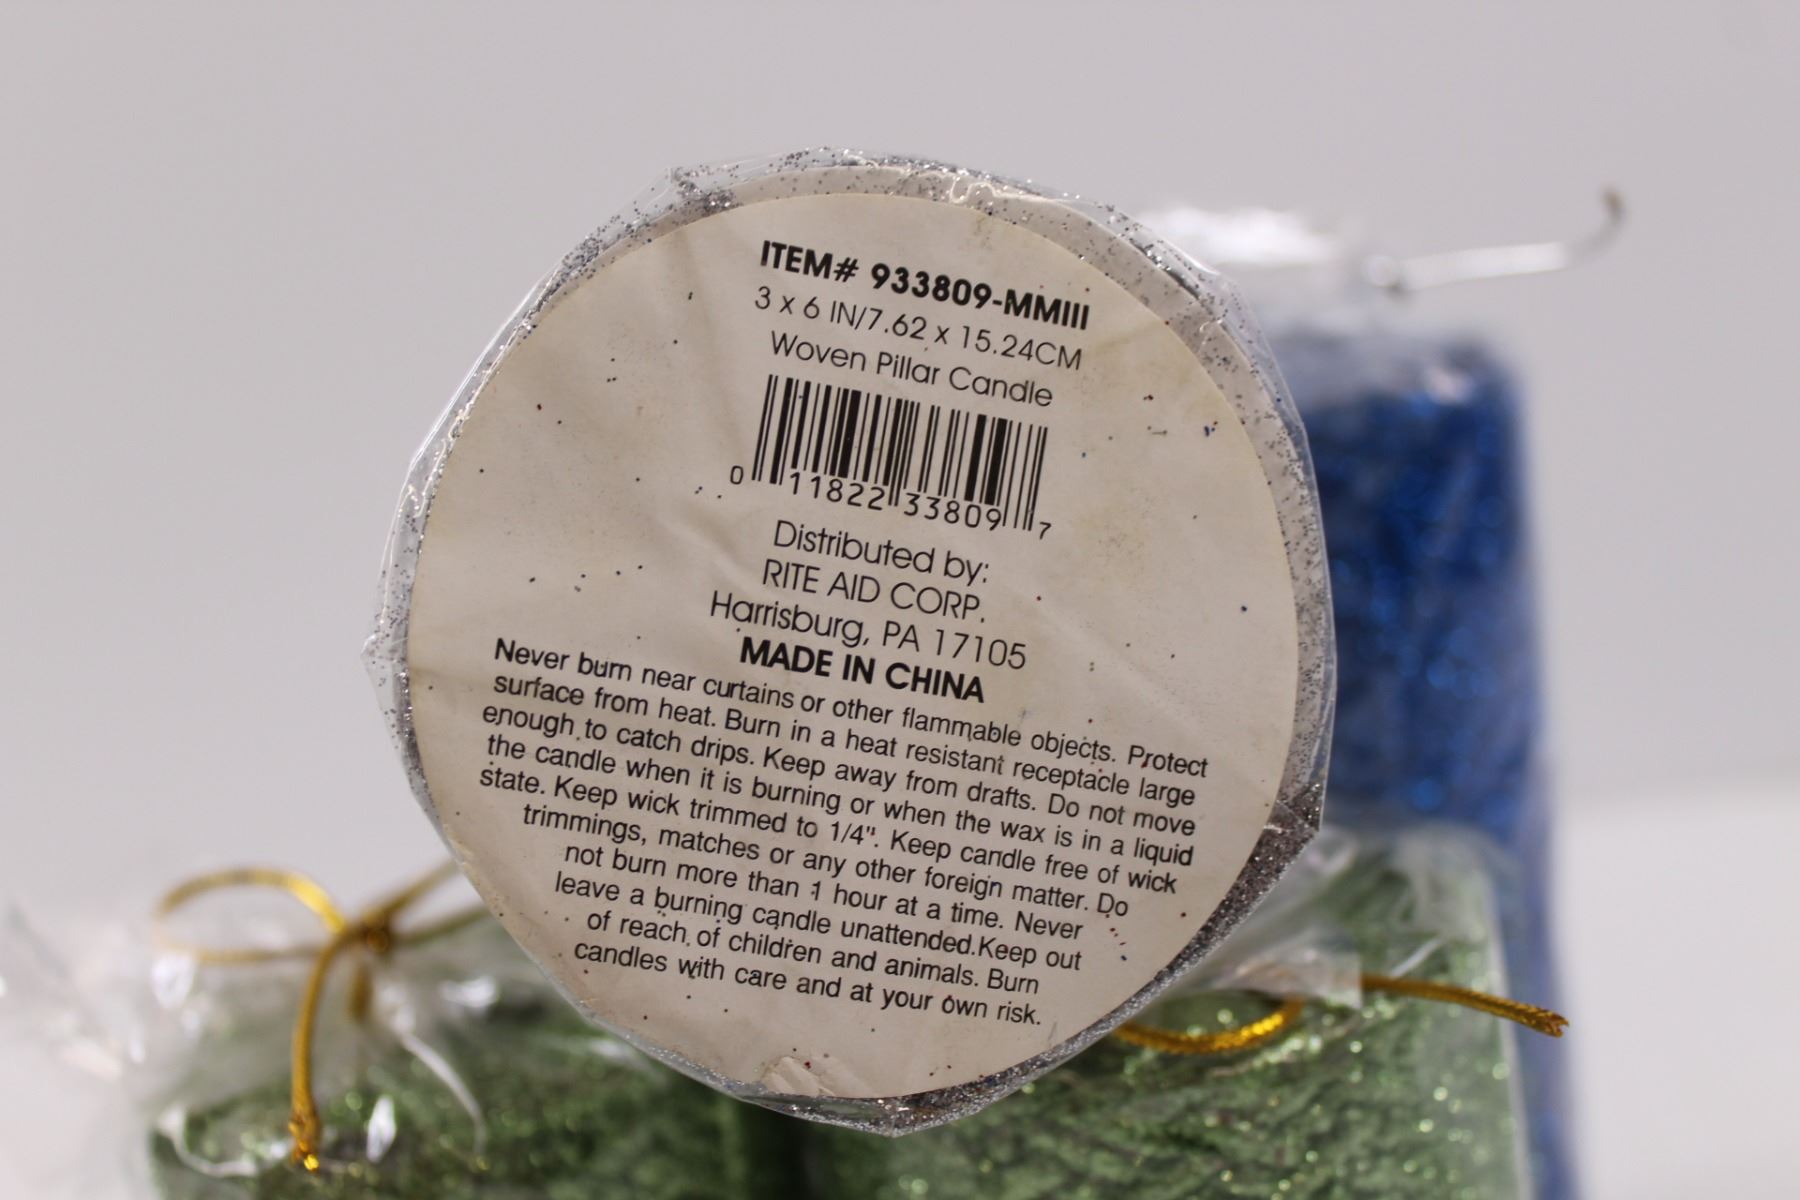 ITEM# 933809-MMIII
3 x 6 IN/7.62 x 15.24CM
Woven Pillar Candle
0 11822 33809 7
Distributed by:
RITE AID CORP.
Harrisburg, PA 17105
MADE IN CHINA
Never burn near curtains or other flammable objects. Protect
surface from heat. Burn in a heat resistant receptacle large
enough to catch drips. Keep away from drafts. Do not move
the candle when it is burning or when the wax is in a liquid
state. Keep wick trimmed to 1/4". Keep candle free of wick
trimmings, matches or any other foreign matter. Do
not burn more than 1 hour at a time. Never
leave a burning candle unattended.Keep out
of reach of children and animals. Burn
candles with care and at your own risk.